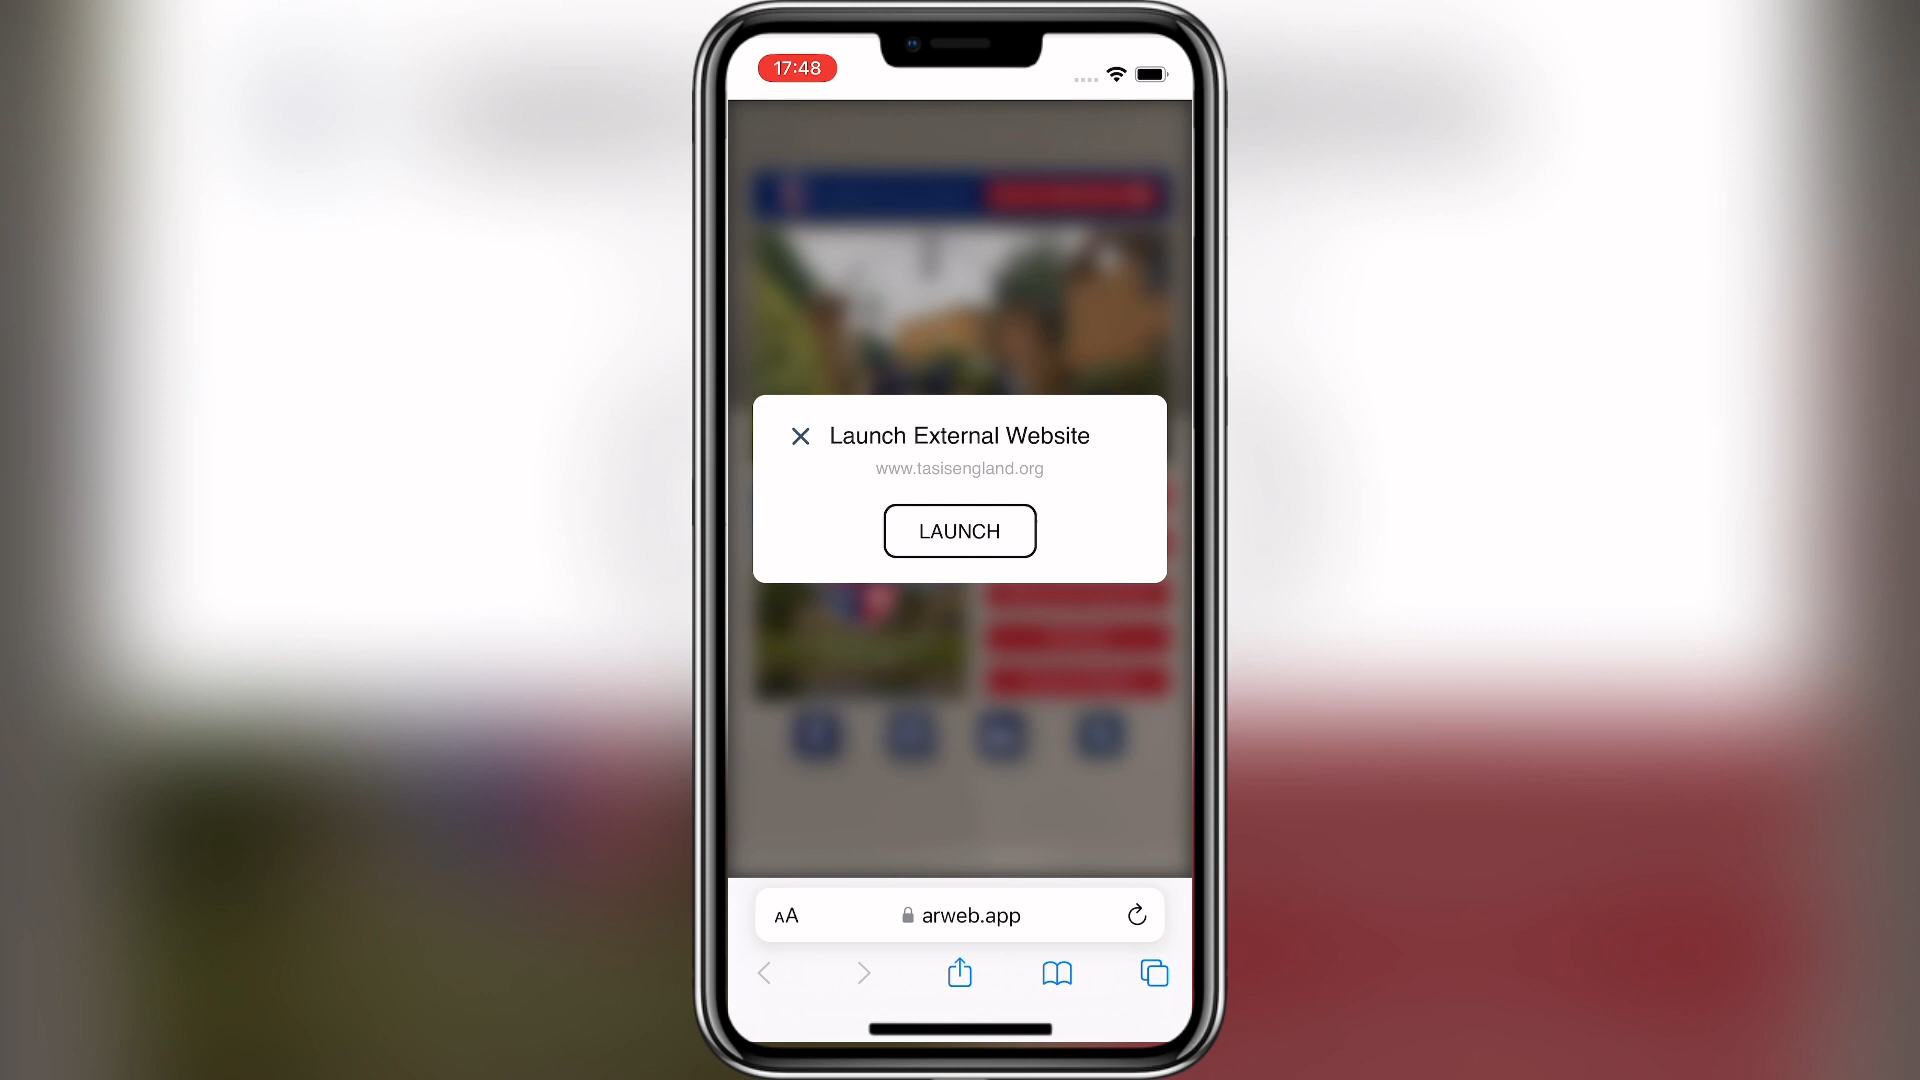 17:48
Launch External Website
www.tasisengland.org
LAUNCH
AA
arweb.app